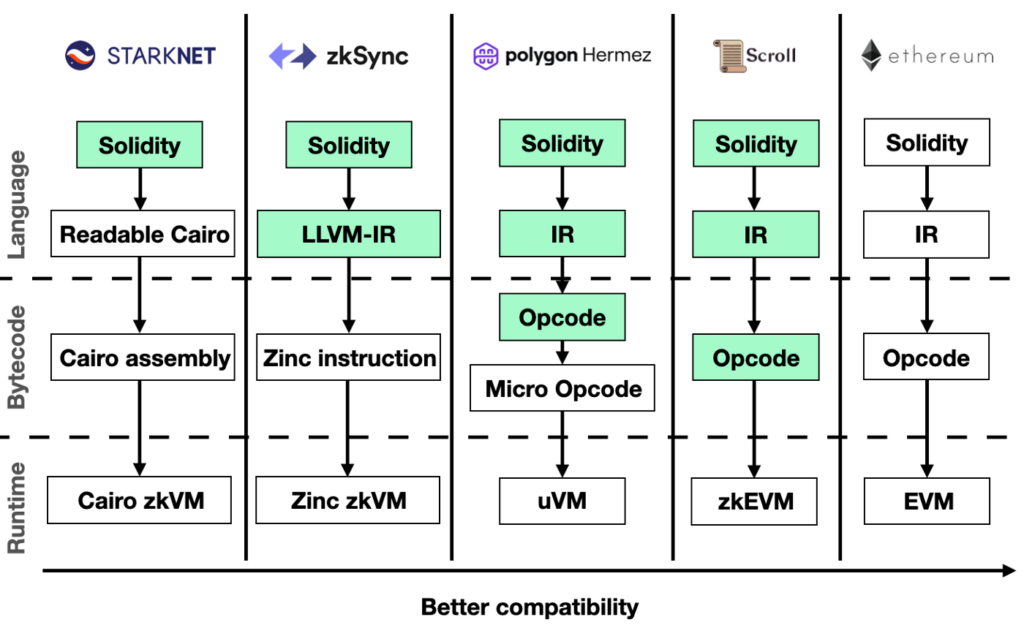 STARKNET
zkSync
polygon Hermez
Scroll
ethereum
Language
Solidity
Solidity
Solidity
Solidity
Solidity
Readable Cairo
LLVM-IR
IR
IR
IR
Bytecode
Opcode
Cairo assembly
Zinc instruction
Micro Opcode
Opcode
Opcode
Runtime
Cairo zkVM
Zinc zkVM
uVM
zkEVM
EVM
Better compatibility